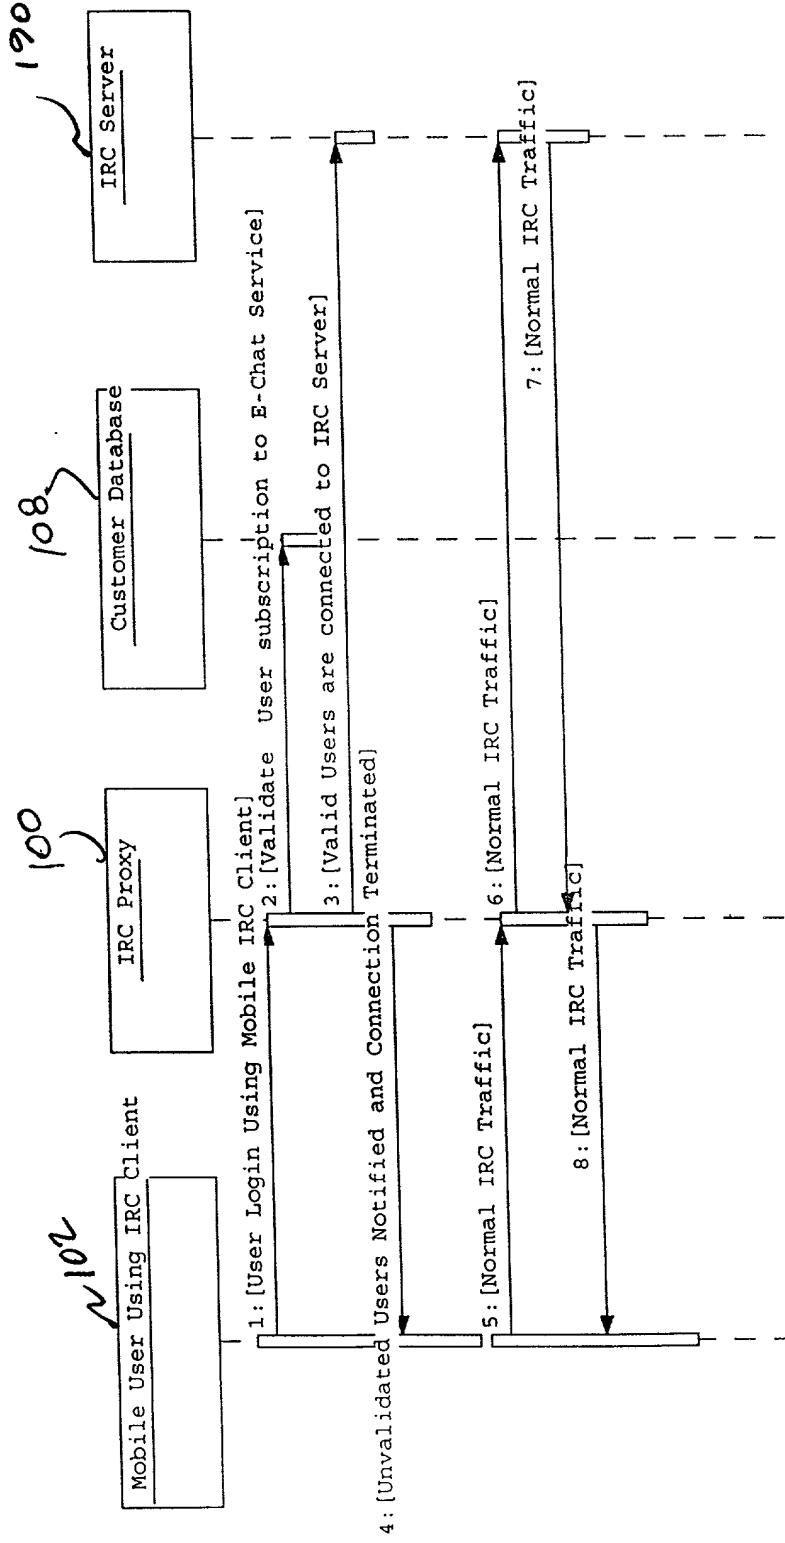 102
Mobile User Using IRC Client
100
IRC Proxy
108
Customer Database
190
IRC Server
1:[User Login Using Mobile IRC Client]
2:[Validate User subscription to E-Chat Service]
3:[Valid Users are connected to IRC Server]
4:[Unvalidated Users Notified and Connection Terminated]
5:[Normal IRC Traffic]
6:[Normal IRC Traffic]
7:[Normal IRC Traffic]
8:[Normal IRC Traffic]